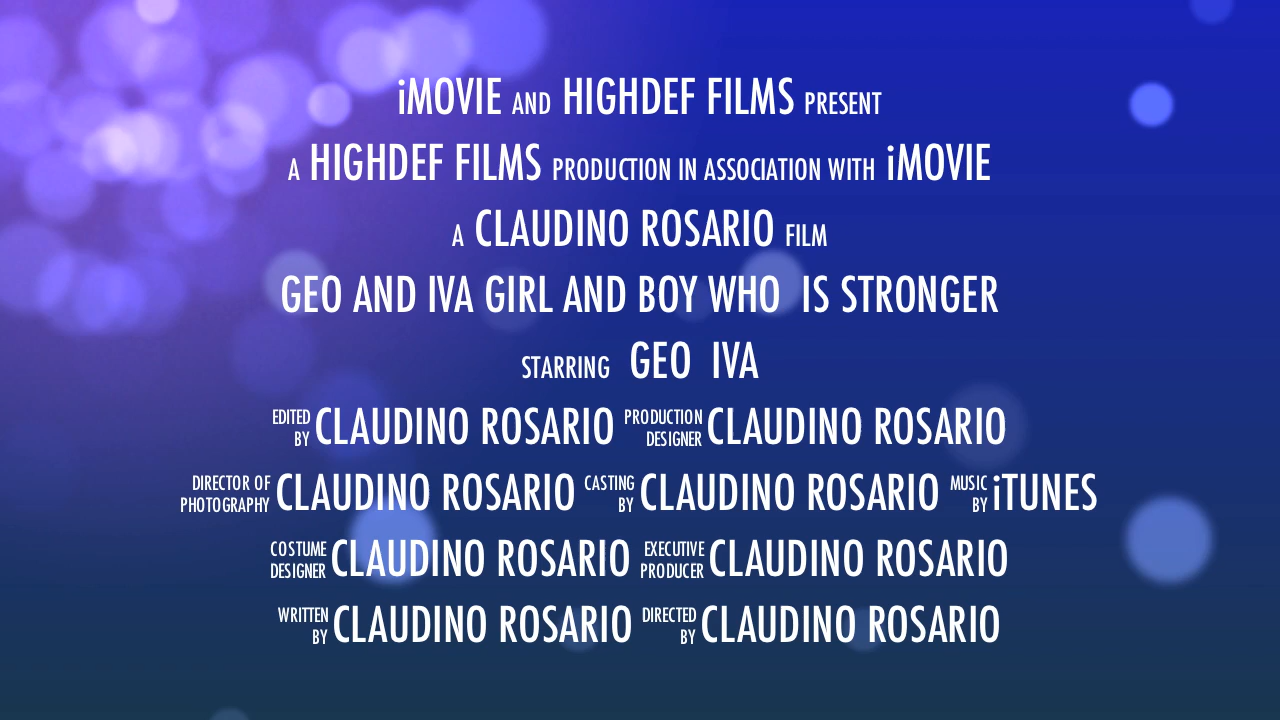 iMOVIE AND HIGHDEF FILMS PRESENT
A HIGHDEF FILMS PRODUCTION IN ASSOCIATION WITH iMOVIE
A CLAUDINO ROSARIO FILM
GEO AND IVA GIRL AND BOY WHO IS STRONGER
STARRING GEO IVA
EDITED BY CLAUDINO ROSARIO PRODUCTION DESIGNER CLAUDINO ROSARIO
DIRECTOR OF PHOTOGRAPHY CLAUDINO ROSARIO CASTING BY CLAUDINO ROSARIO MUSIC BY iTUNES
COSTUME DESIGNER CLAUDINO ROSARIO EXECUTIVE PRODUCER CLAUDINO ROSARIO
WRITTEN BY CLAUDINO ROSARIO DIRECTED BY CLAUDINO ROSARIO